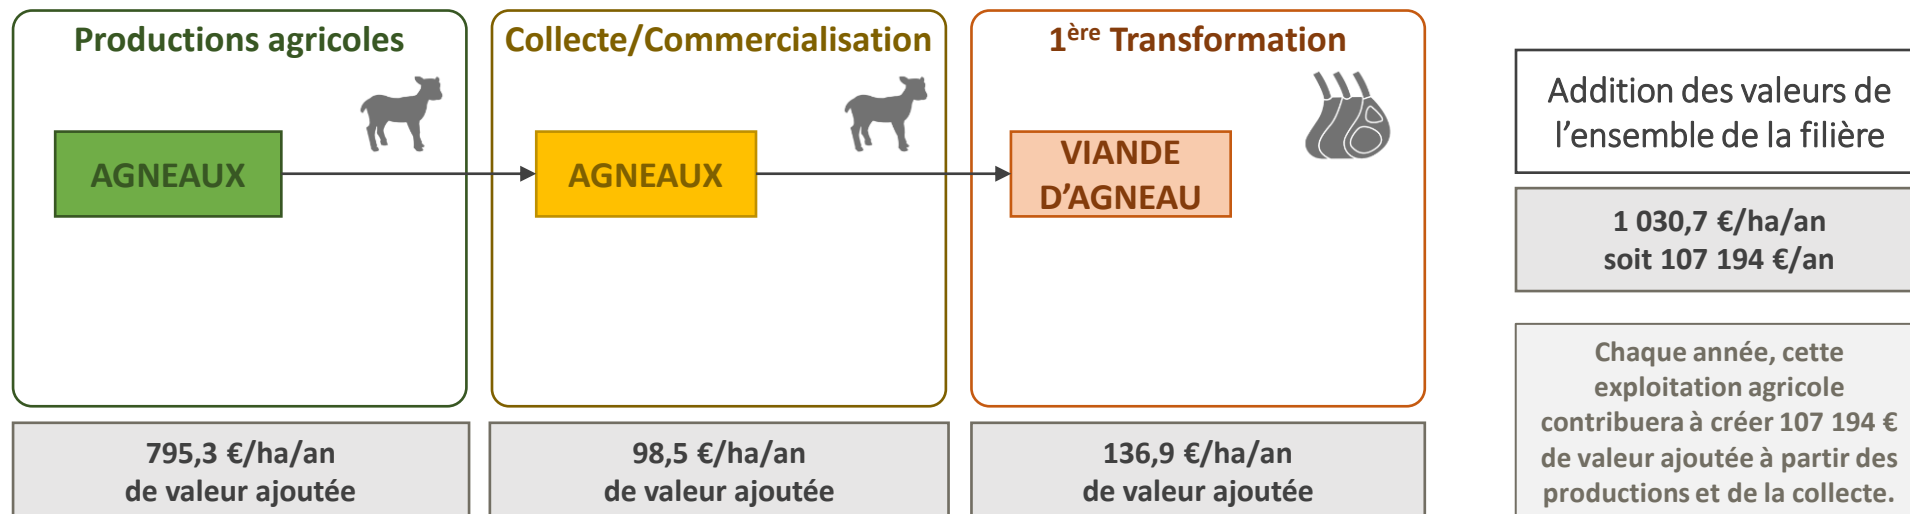 Productions agricoles
AGNEAUX
795,3 €/ha/an
de valeur ajoutée
Collecte/Commercialisation
AGNEAUX
98,5 €/ha/an
de valeur ajoutée
1ère Transformation
VIANDE
D’AGNEAU
136,9 €/ha/an
de valeur ajoutée
Addition des valeurs de
l’ensemble de la filière
1 030,7 €/ha/an
soit 107 194 €/an
Chaque année, cette
exploitation agricole
contribuera à créer 107 194 €
de valeur ajoutée à partir des
productions et de la collecte.